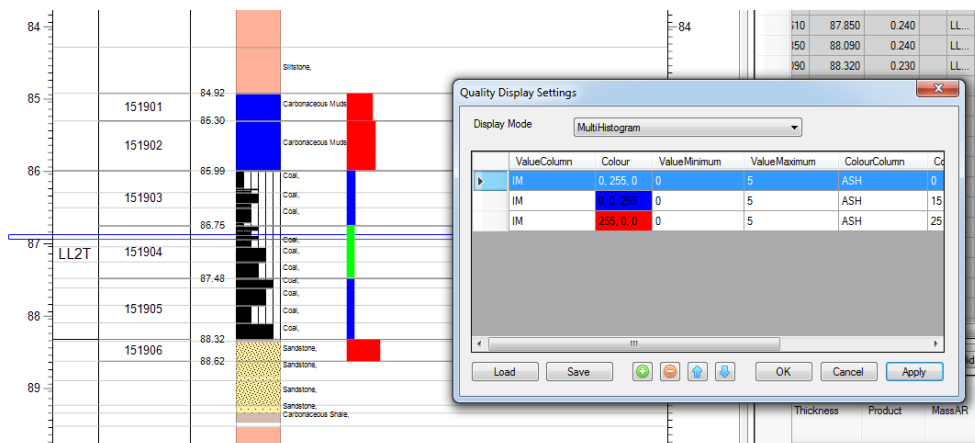 84
84
510 87.850 0.240 LL...
350 88.090 0.240 LL...
090 88.320 0.230 LL...
Siltstone,
84.92
85
151901
Carbonaceous Muds
85.30
151902
Carbonaceous Muds
86
85.99
Coal,
151903
Coal,
Coal,
86.75
87
Coal,
LL2T
151904
Coal,
Coal,
87.48
Coal,
Coal,
151905
Coal,
88
Coal,
88.32
151906
Sandstone,
88.62
Sandstone,
89
Sandstone,
Sandstone,
Carbonaceous Shale,
Quality Display Settings
Display Mode
MultiHistogram
ValueColumn Colour ValueMinimum ValueMaximum ColourColumn Co
IM 0, 255, 0 0 5 ASH 0
IM 0, 0, 255 0 5 ASH 15
IM 255, 0, 0 0 5 ASH 25
Load Save OK Cancel Apply
Thickness Product MassAR